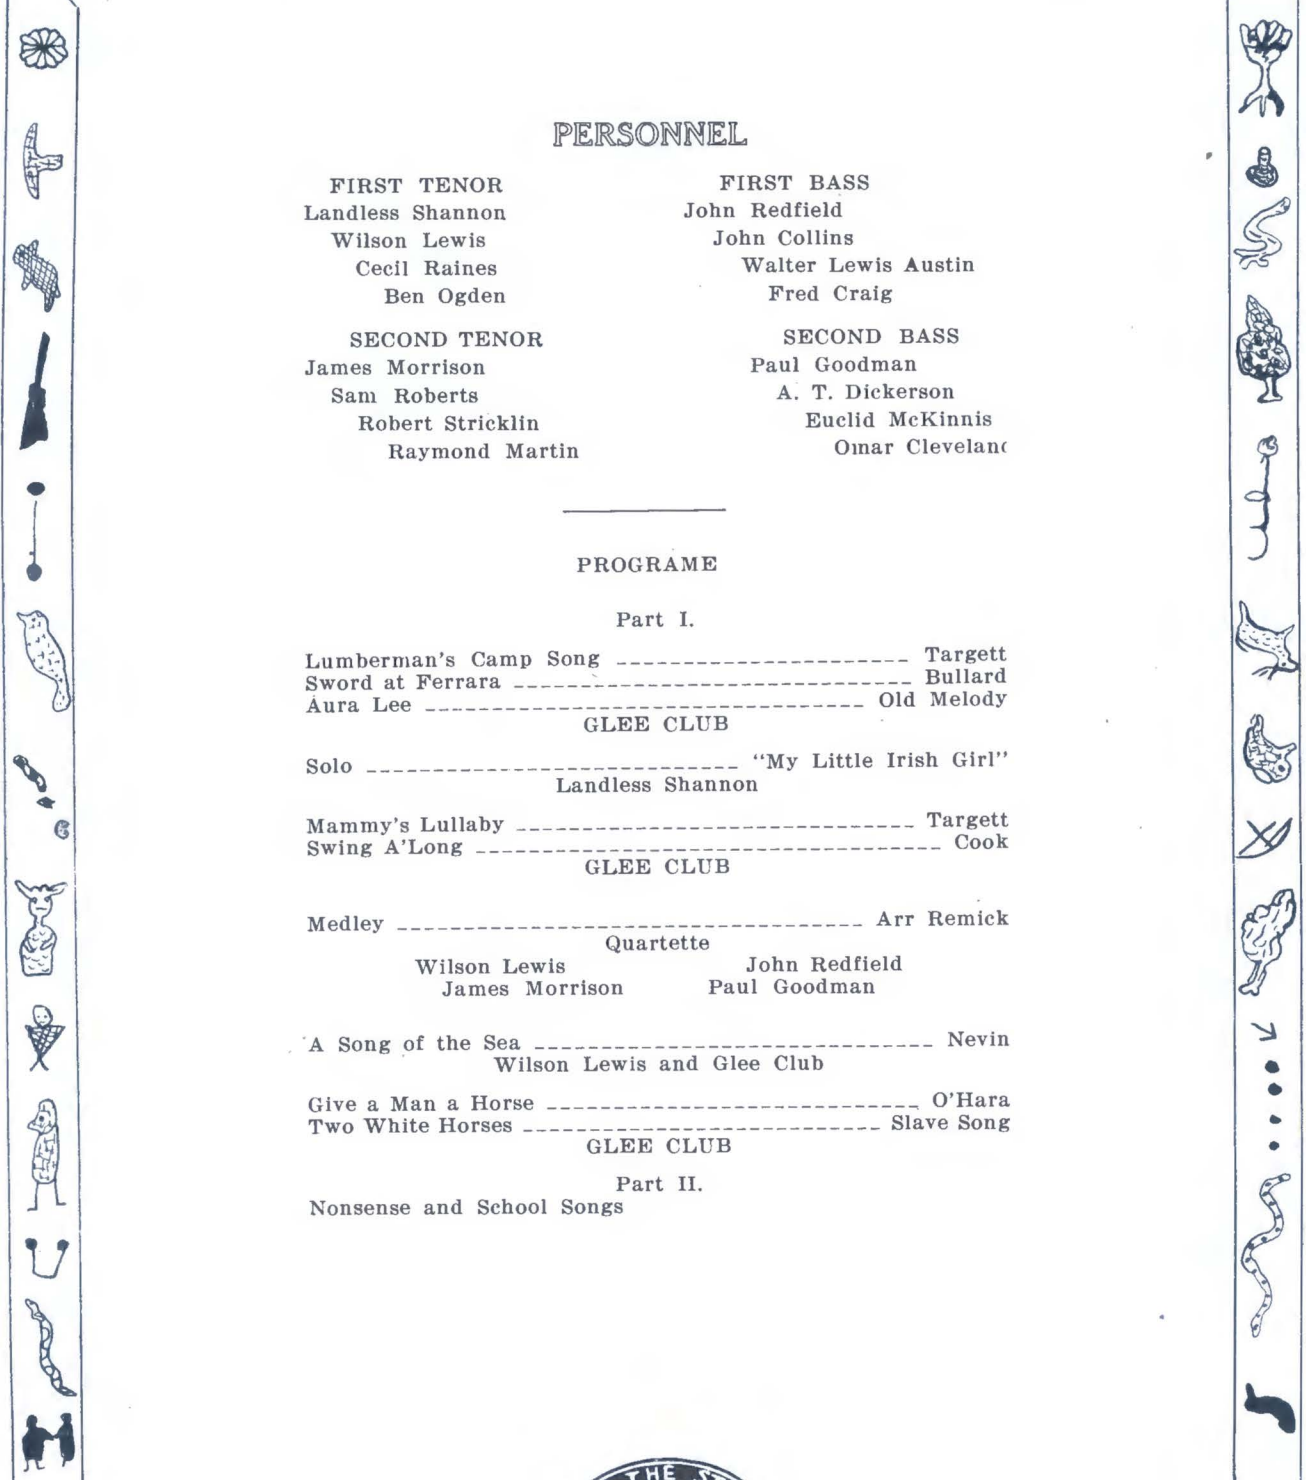 PERSONNEL
FIRST TENOR
Landless Shannon
Wilson Lewis
Cecil Raines
Ben Ogden
SECOND TENOR
James Morrison
Sam Roberts
Robert Stricklin
Raymond Martin
FIRST BASS
John Redfield
John Collins
Walter Lewis Austin
Fred Craig
SECOND BASS
Paul Goodman
A. T. Dickerson
Euclid McKinnis
Omar Cleveland
PROGRAME
Part I.
Lumberman's Camp Song ---------------------- Targett
Sword at Ferrara ------------------------------ Bullard
Aura Lee --------------------------------- Old Melody
GLEE CLUB
Solo ---------------------------- "My Little Irish Girl"
Landless Shannon
Mammy's Lullaby ------------------------------ Targett
Swing A'Long ----------------------------------- Cook
GLEE CLUB
Medley ----------------------------------- Arr Remick
Quartette
Wilson Lewis John Redfield
James Morrison Paul Goodman
A Song of the Sea ------------------------------ Nevin
Wilson Lewis and Glee Club
Give a Man a Horse ---------------------------- O'Hara
Two White Horses --------------------------- Slave Song
GLEE CLUB
Part II.
Nonsense and School Songs
THE